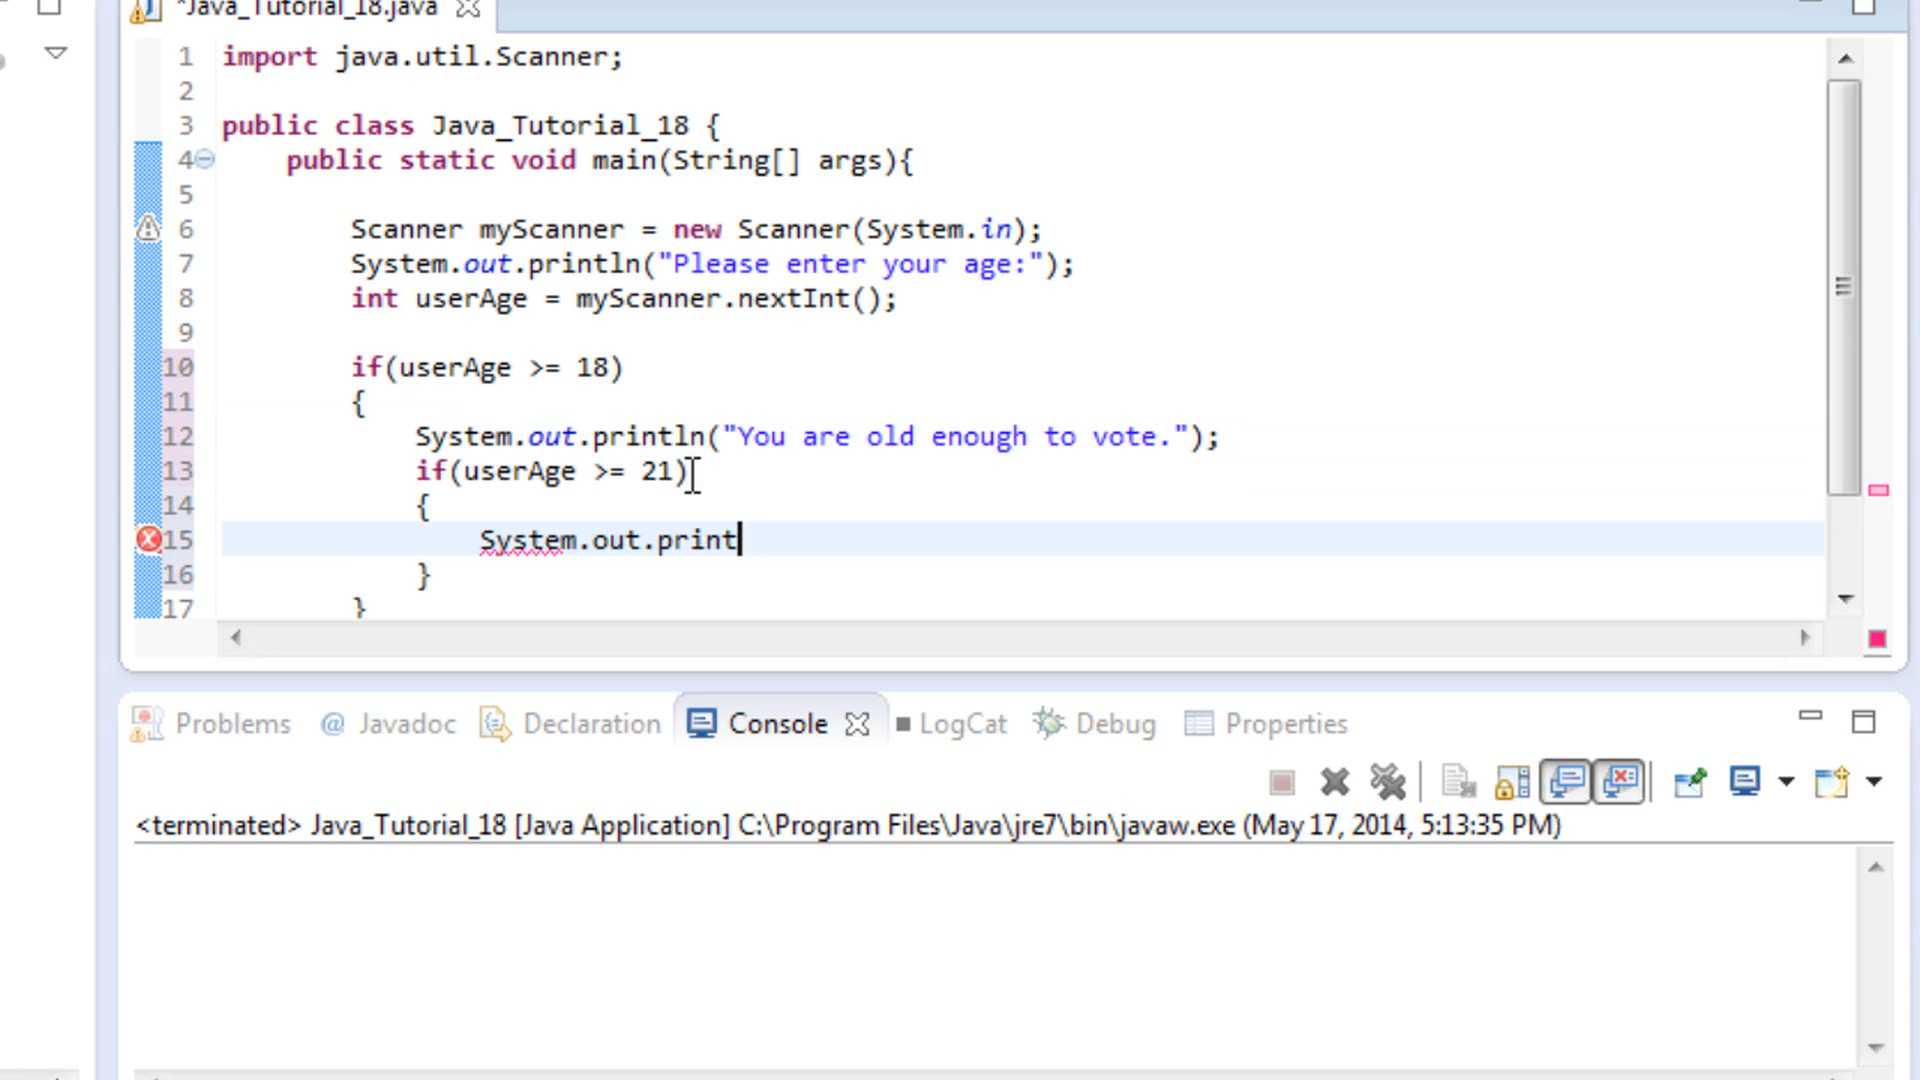 *Java_Tutorial_18.java
1 import java.util.Scanner;
2
3 public class Java_Tutorial_18 {
4 public static void main(String[] args){
5
6 Scanner myScanner = new Scanner(System.in);
7 System.out.println("Please enter your age:");
8 int userAge = myScanner.nextInt();
9
10 if(userAge >= 18)
11 {
12 System.out.println("You are old enough to vote.");
13 if(userAge >= 21)
14 {
15 System.out.print
16 }
17 }
Problems @ Javadoc Declaration Console LogCat Debug Properties
<terminated> Java_Tutorial_18 [Java Application] C:\Program Files\Java\jre7\bin\javaw.exe (May 17, 2014, 5:13:35 PM)